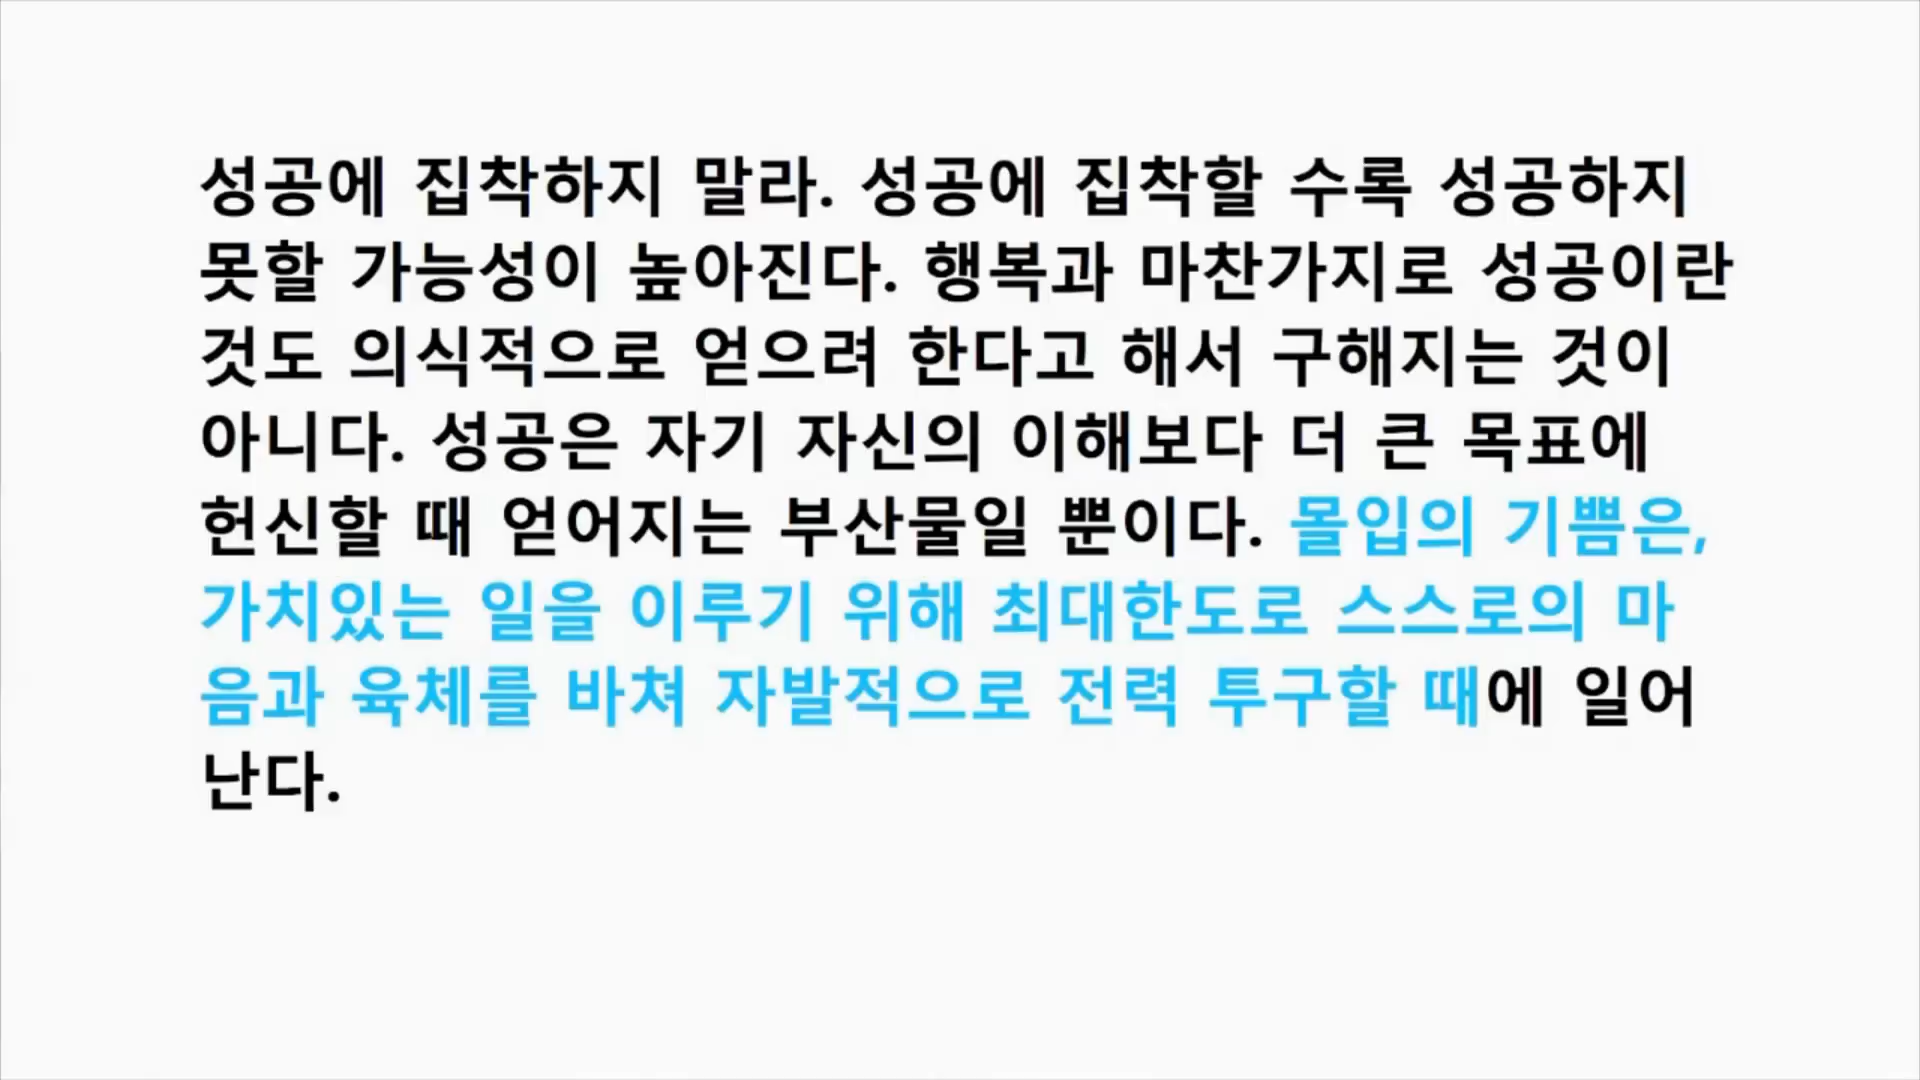 성공에 집착하지 말라. 성공에 집착할 수록 성공하지
못할 가능성이 높아진다. 행복과 마찬가지로 성공이란
것도 의식적으로 얻으려 한다고 해서 구해지는 것이
아니다. 성공은 자기 자신의 이해보다 더 큰 목표에
헌신할 때 얻어지는 부산물일 뿐이다. 몰입의 기쁨은,
가치있는 일을 이루기 위해 최대한도로 스스로의 마
음과 육체를 바쳐 자발적으로 전력 투구할 때에 일어
난다.